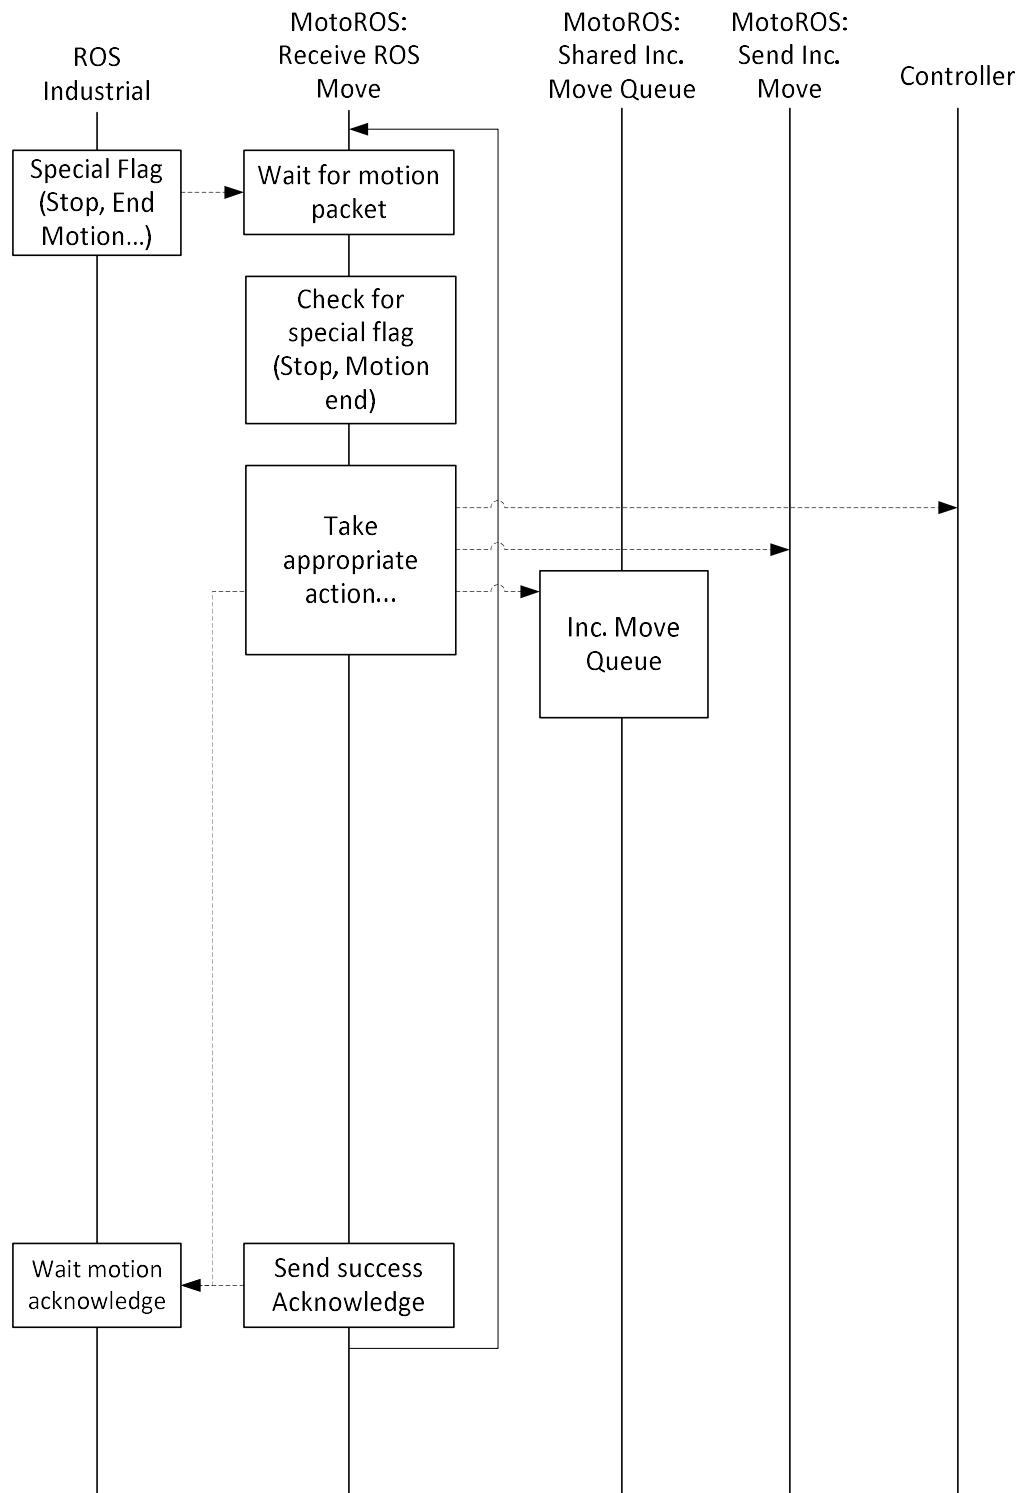 ROS
Industrial
MotoROS:
Receive ROS
Move
MotoROS:
Shared Inc.
Move Queue
MotoROS:
Send Inc.
Move
Controller
Special Flag
(Stop, End
Motion...)
Wait for motion
packet
Check for
special flag
(Stop, Motion
end)
Take
appropriate
action...
Inc. Move
Queue
Wait motion
acknowledge
Send success
Acknowledge